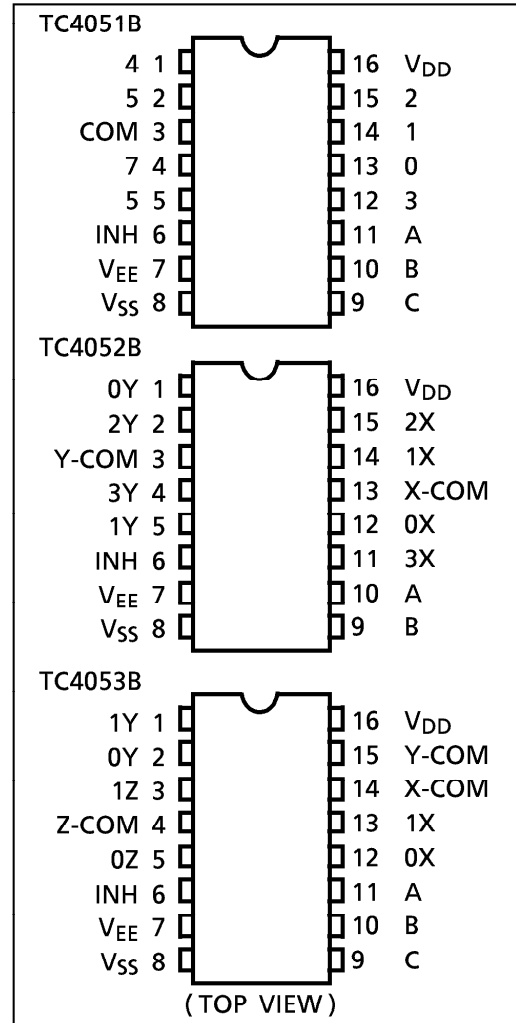 TC4051B
4 1 16 VDD
5 2 15 2
COM 3 14 1
7 4 13 0
5 5 12 3
INH 6 11 A
VEE 7 10 B
VSS 8 9 C
TC4052B
0Y 1 16 VDD
2Y 2 15 2X
Y-COM 3 14 1X
3Y 4 13 X-COM
1Y 5 12 0X
INH 6 11 3X
VEE 7 10 A
VSS 8 9 B
TC4053B
1Y 1 16 VDD
0Y 2 15 Y-COM
1Z 3 14 X-COM
Z-COM 4 13 1X
0Z 5 12 0X
INH 6 11 A
VEE 7 10 B
VSS 8 9 C
(TOP VIEW)